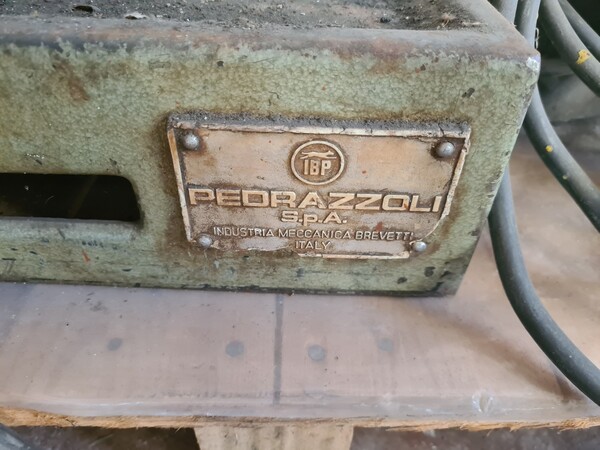 IBP
PEDRAZZOLI
S.p.A.
INDUSTRIA MECCANICA BREVETTI
ITALY